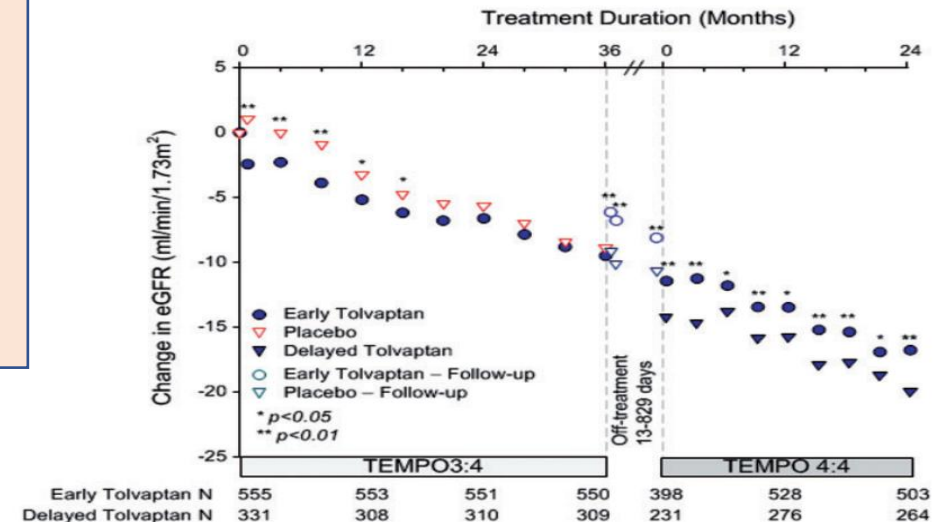 Treatment Duration (Months)
0 12 24 36 0 12 24
5
0
-5
-10
-15
-20
-25
Change in eGFR (ml/min/1.73m²)
** ** ** * * ** ** ** ** ** * ** * ** ** * **
Early Tolvaptan
Placebo
Delayed Tolvaptan
Early Tolvaptan – Follow-up
Placebo – Follow-up
* p<0.05
** p<0.01
Off-treatment
13-829 days
TEMPO3:4 TEMPO 4:4
Early Tolvaptan N 555 553 551 550 398 528 503
Delayed Tolvaptan N 331 308 310 309 231 276 264